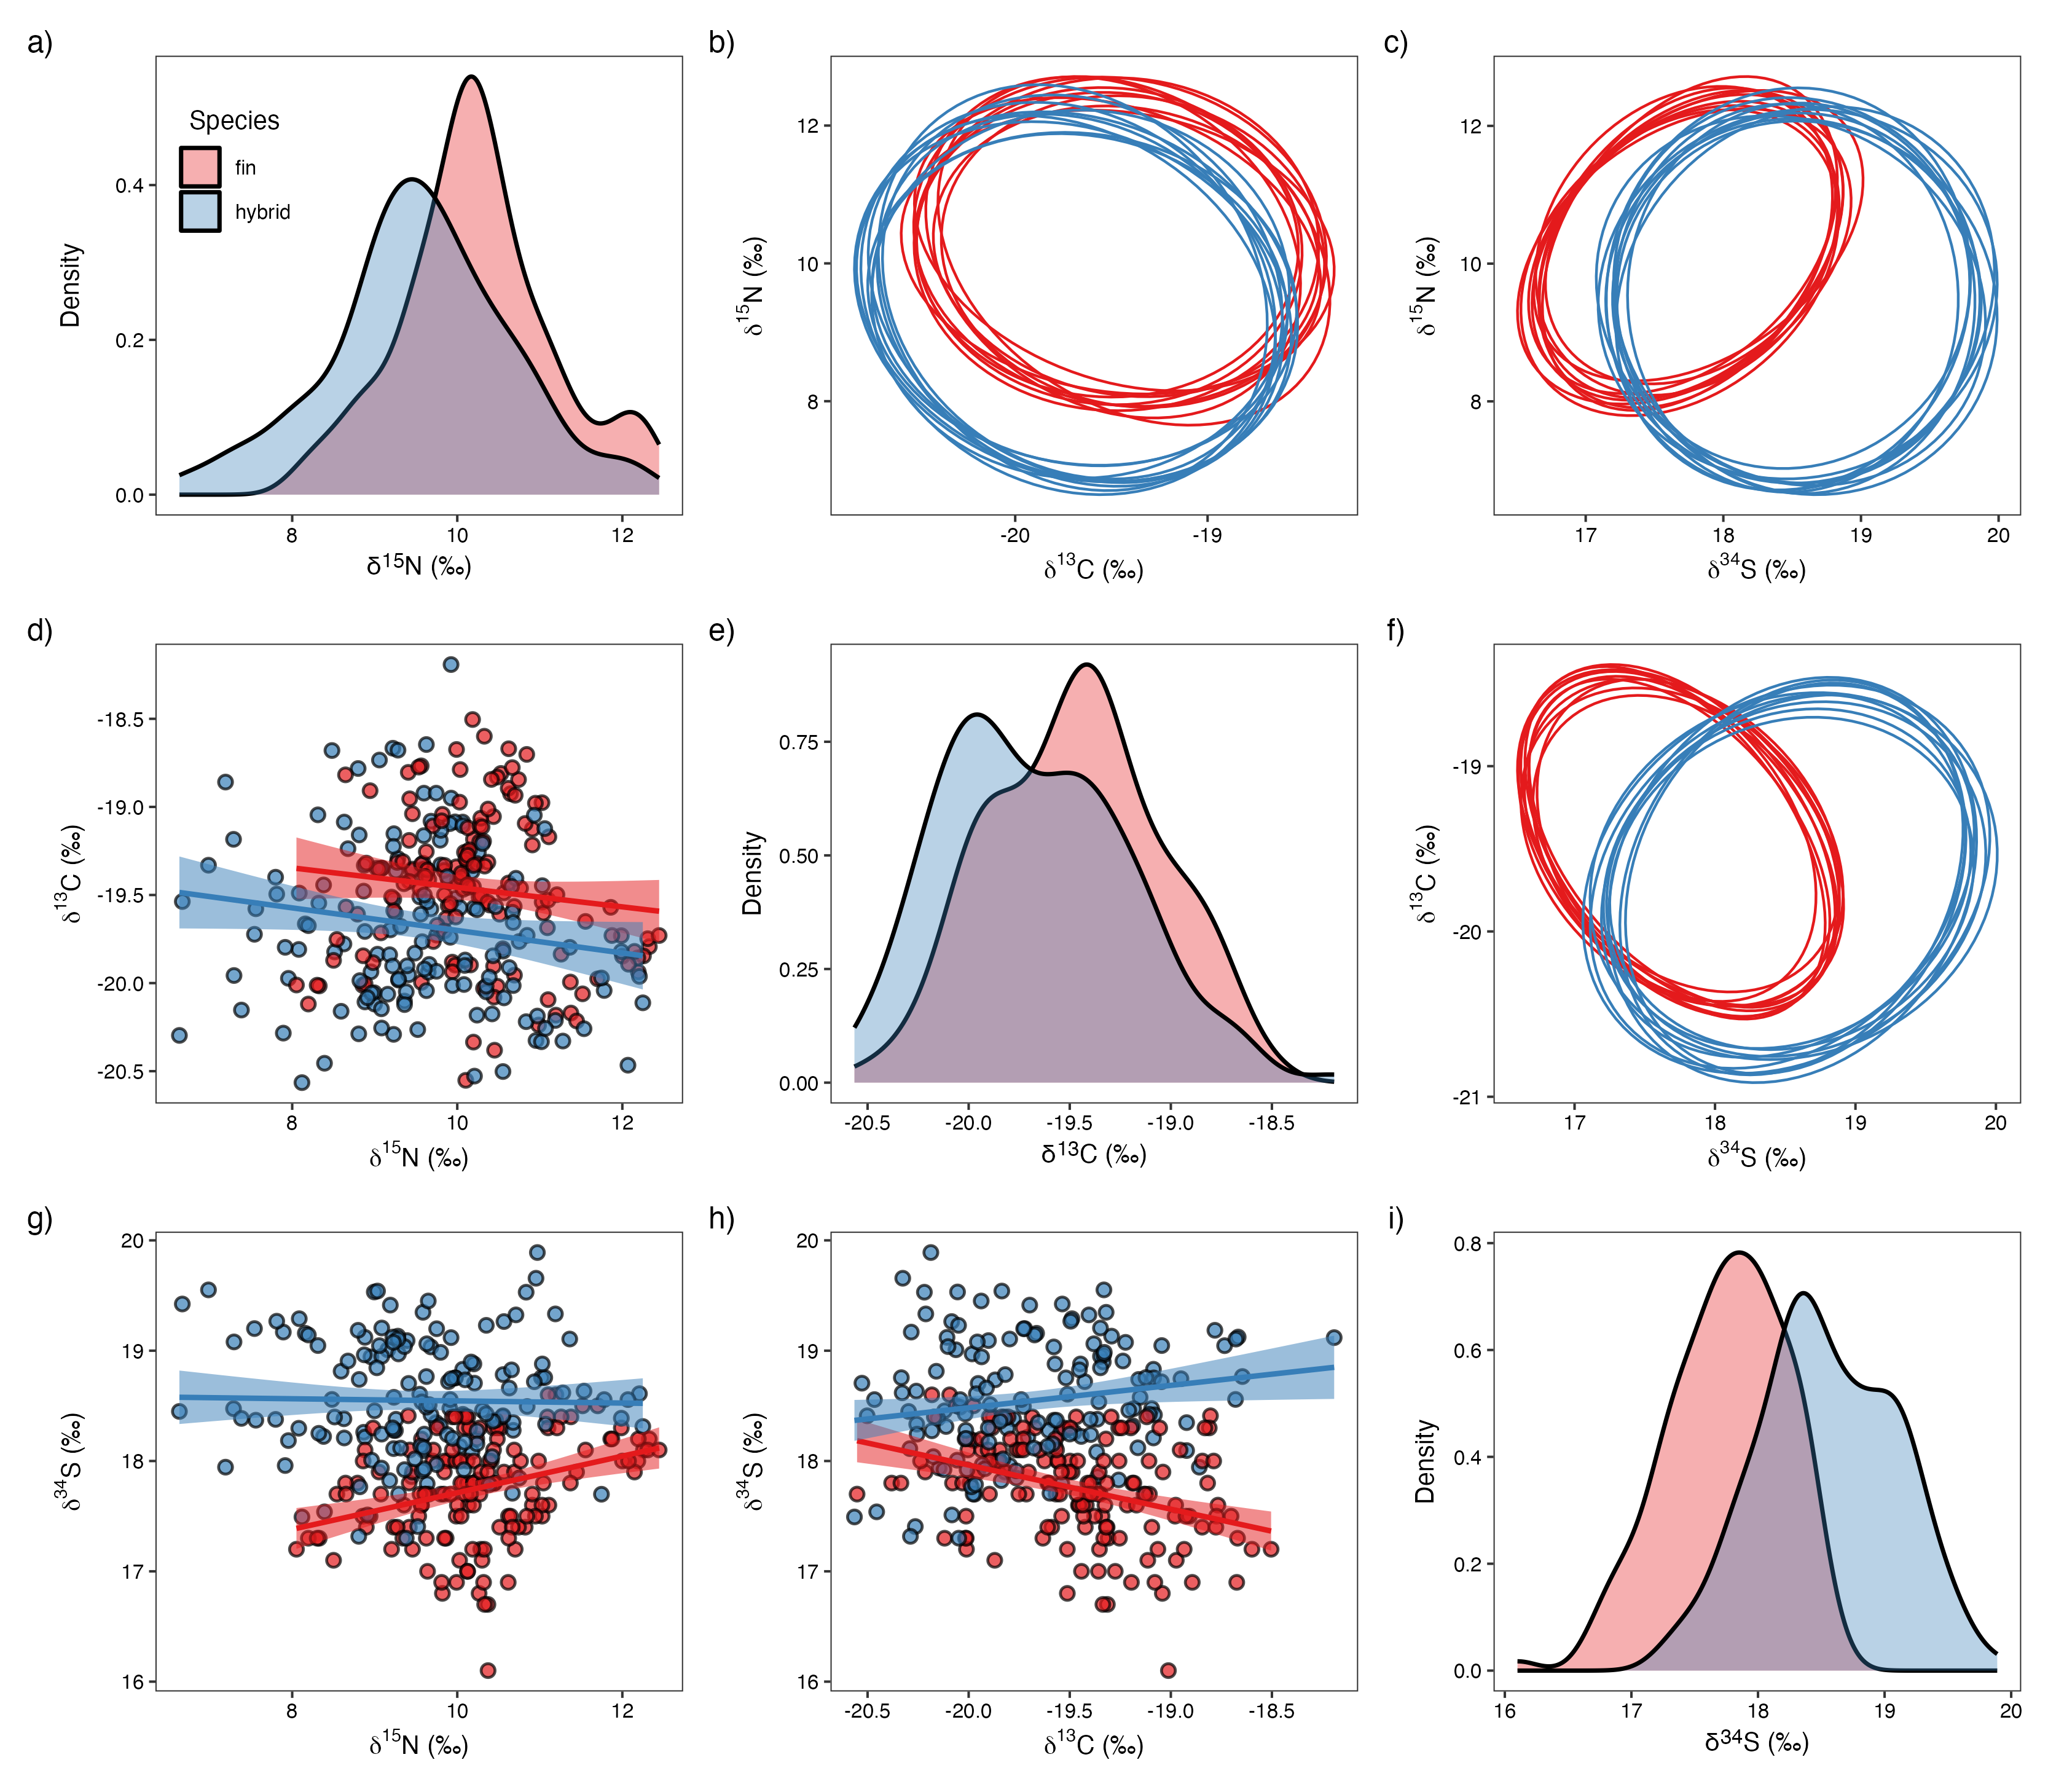 a)
Species
fin
hybrid
Density
0.4
0.2
0.0
8 10 12
δ15N (‰)
b)
δ15N (‰)
12
10
8
-20 -19
δ13C (‰)
c)
δ15N (‰)
12
10
8
17 18 19 20
δ34S (‰)
d)
δ13C (‰)
-18.5
-19.0
-19.5
-20.0
-20.5
8 10 12
δ15N (‰)
e)
Density
0.75
0.50
0.25
0.00
-20.5 -20.0 -19.5 -19.0 -18.5
δ13C (‰)
f)
δ13C (‰)
-19
-20
-21
17 18 19 20
δ34S (‰)
g)
δ34S (‰)
20
19
18
17
16
8 10 12
δ15N (‰)
h)
δ34S (‰)
20
19
18
17
16
-20.5 -20.0 -19.5 -19.0 -18.5
δ13C (‰)
i)
Density
0.8
0.6
0.4
0.2
0.0
16 17 18 19 20
δ34S (‰)